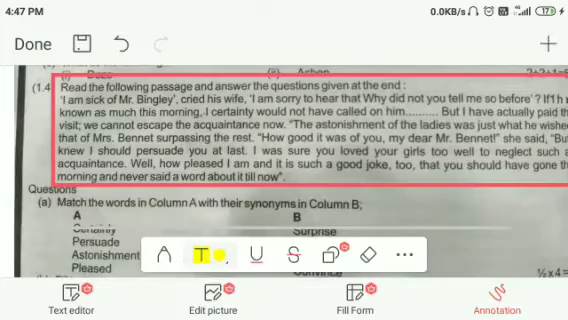 4:47 PM
0.0KB/s
17
Done
(i)
(ii)
2+2+1=5
(1.4 Read the following passage and answer the questions given at the end :
'I am sick of Mr. Bingley', cried his wife, 'I am sorry to hear that Why did not you tell me so before' ? If I h
known as much this morning, I certainly would not have called on him.......... But I have actually paid th
visit; we cannot escape the acquaintance now. "The astonishment of the ladies was just what he wishe
that of Mrs. Bennet surpassing the rest. "How good it was of you, my dear Mr. Bennet!" she said, "Bu
knew I should persuade you at last. I was sure you loved your girls too well to neglect such a
acquaintance. Well, how pleased I am and it is such a good joke, too, that you should have gone th
morning and never said a word about it till now".
Questions
(a) Match the words in Column A with their synonyms in Column B;
A B
Certainly Surprise
Persuade
Astonishment
Pleased Convince
½x4=
Text editor
Edit picture
Fill Form
Annotation